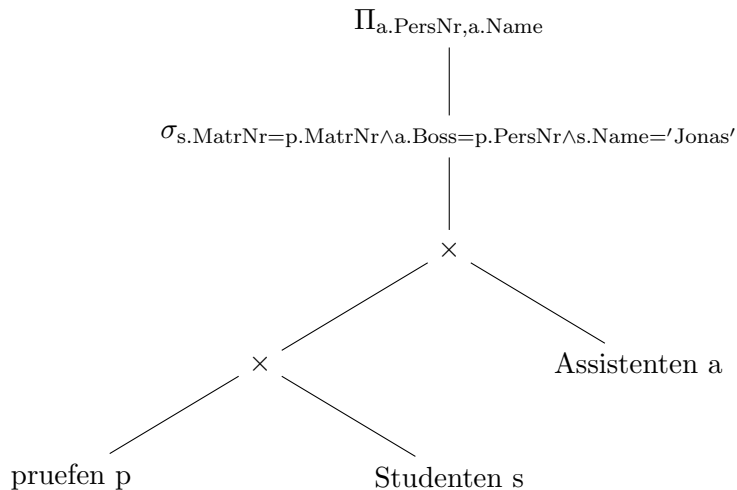 Πa.PersNr,a.Name
σs.MatrNr=p.MatrNr∧a.Boss=p.PersNr∧s.Name='Jonas'
×
×
Assistenten a
pruefen p
Studenten s